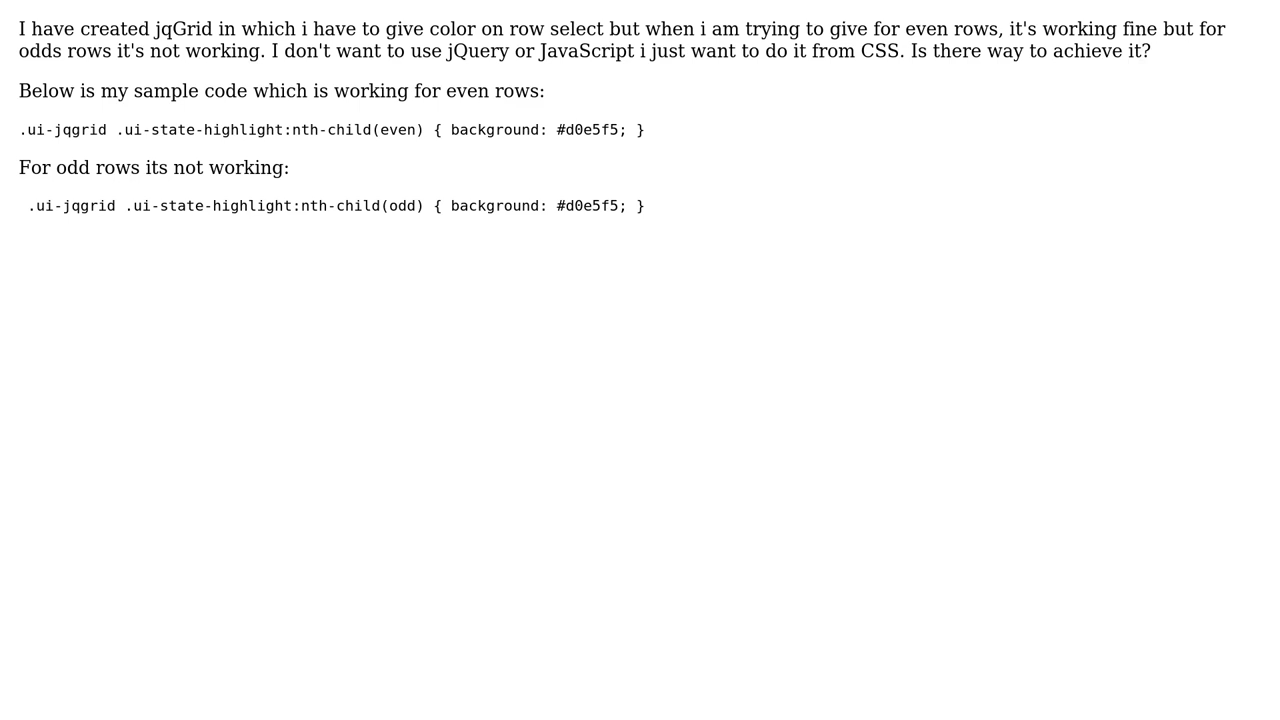 I have created jqGrid in which i have to give color on row select but when i am trying to give for even rows, it's working fine but for
odds rows it's not working. I don't want to use jQuery or JavaScript i just want to do it from CSS. Is there way to achieve it?
Below is my sample code which is working for even rows:
.ui-jqgrid .ui-state-highlight:nth-child(even) { background: #d0e5f5; }
For odd rows its not working:
.ui-jqgrid .ui-state-highlight:nth-child(odd) { background: #d0e5f5; }